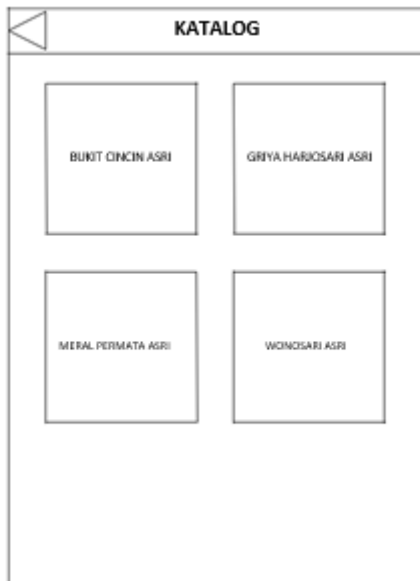 KATALOG
BUKIT CINCIN ASRI
GRIYA HARJOSARI ASRI
MERAL PERMATA ASRI
WONOSARI ASRI